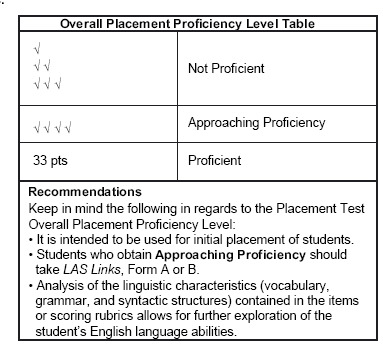 Overall Placement Proficiency Level Table
√
√ √
√ √ √
Not Proficient
√ √ √ √
Approaching Proficiency
33 pts
Proficient
Recommendations
Keep in mind the following in regards to the Placement Test
Overall Placement Proficiency Level:
• It is intended to be used for initial placement of students.
• Students who obtain Approaching Proficiency should
take LAS Links, Form A or B.
• Analysis of the linguistic characteristics (vocabulary,
grammar, and syntactic structures) contained in the items
or scoring rubrics allows for further exploration of the
student's English language abilities.